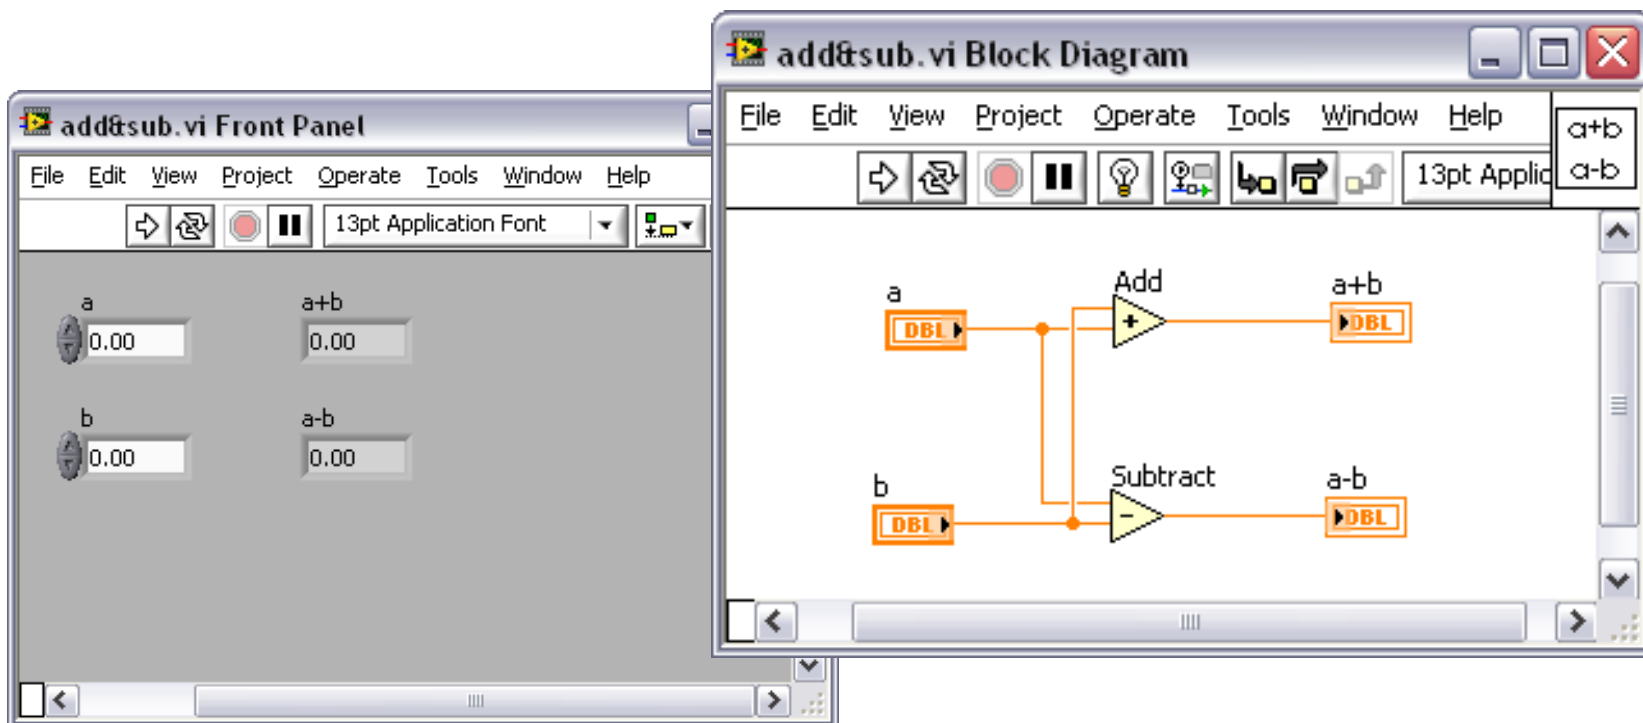 add&sub.vi Front Panel
File Edit View Project Operate Tools Window Help
13pt Application Font
a
0.00
a+b
0.00
b
0.00
a-b
0.00
add&sub.vi Block Diagram
File Edit View Project Operate Tools Window Help
a+b
a-b
13pt Applic
a
DBL
Add
+
a+b
DBL
b
DBL
Subtract
-
a-b
DBL